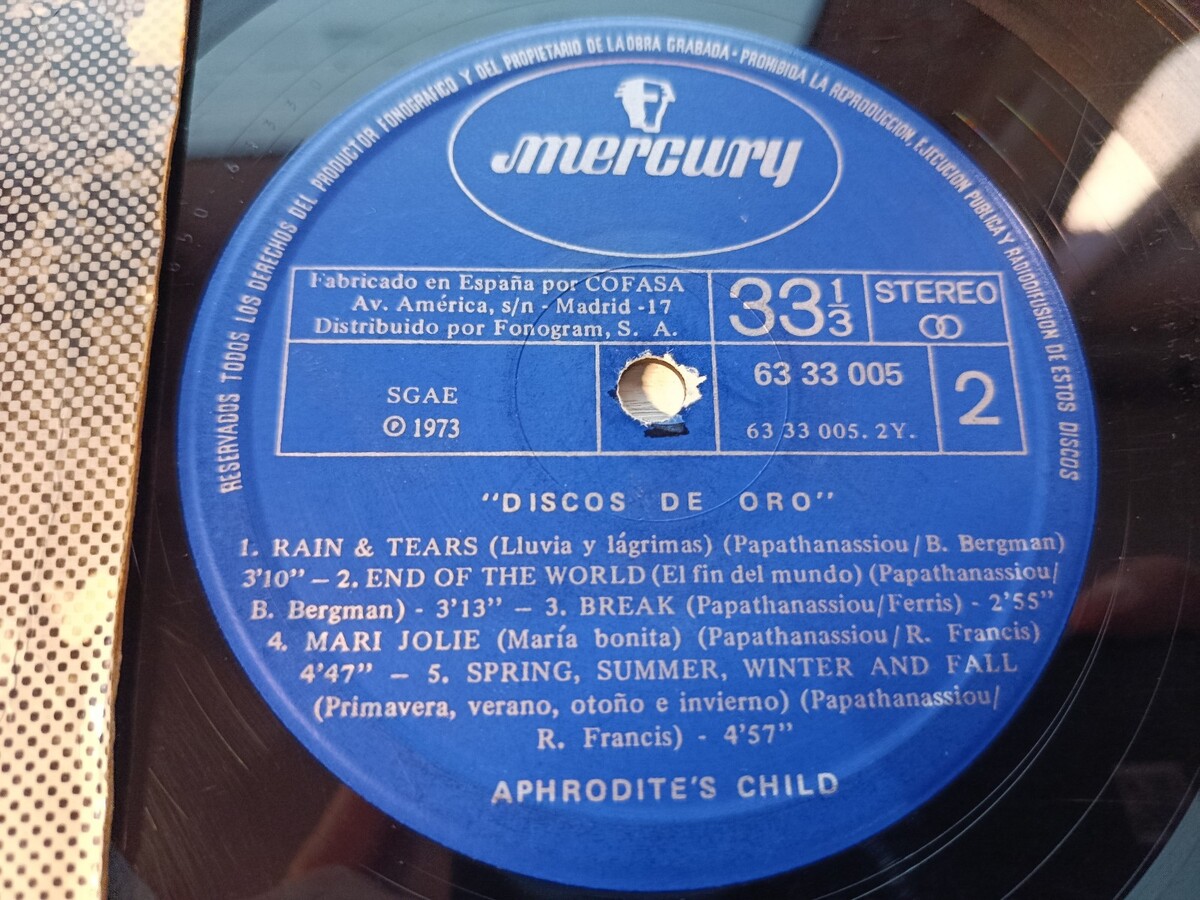 RESERVADOS TODOS LOS DERECHOS DEL PRODUCTOR FONOGRAFICO Y DEL PROPIETARIO DE LA OBRA GRABADA - PROHIBIDA LA REPRODUCCION, EJECUCION PUBLICA Y RADIODIFUSION DE ESTOS DISCOS
mercury
Fabricado en España por COFASA
Av. América, s/n - Madrid -17
Distribuido por Fonogram, S. A.
33 1/3
STEREO
SGAE
℗ 1973
63 33 005
63 33 005. 2Y.
2
"DISCOS DE ORO"
1. RAIN & TEARS (Lluvia y lágrimas) (Papathanassiou/B. Bergman)
3'10" – 2. END OF THE WORLD (El fin del mundo) (Papathanassiou/
B. Bergman) - 3'13" – 3. BREAK (Papathanassiou/Ferris) - 2'55"
4. MARI JOLIE (María bonita) (Papathanassiou/R. Francis)
4'47" – 5. SPRING, SUMMER, WINTER AND FALL
(Primavera, verano, otoño e invierno) (Papathanassiou/
R. Francis) - 4'57"
APHRODITE'S CHILD